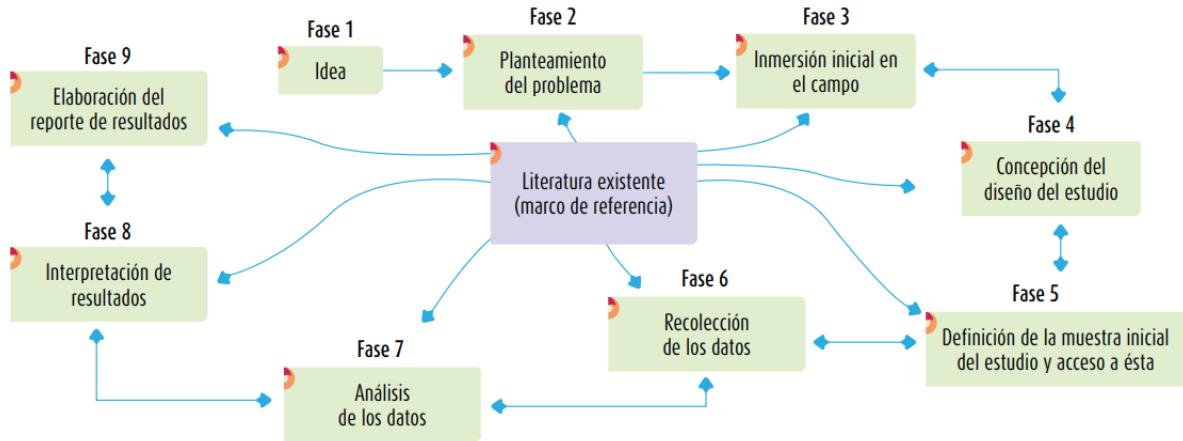 Fase 1
Idea
Fase 2
Planteamiento
del problema
Fase 3
Inmersión inicial en
el campo
Fase 4
Concepción del
diseño del estudio
Fase 5
Definición de la muestra inicial
del estudio y acceso a ésta
Fase 6
Recolección
de los datos
Fase 7
Análisis
de los datos
Fase 8
Interpretación de
resultados
Fase 9
Elaboración del
reporte de resultados
Literatura existente
(marco de referencia)